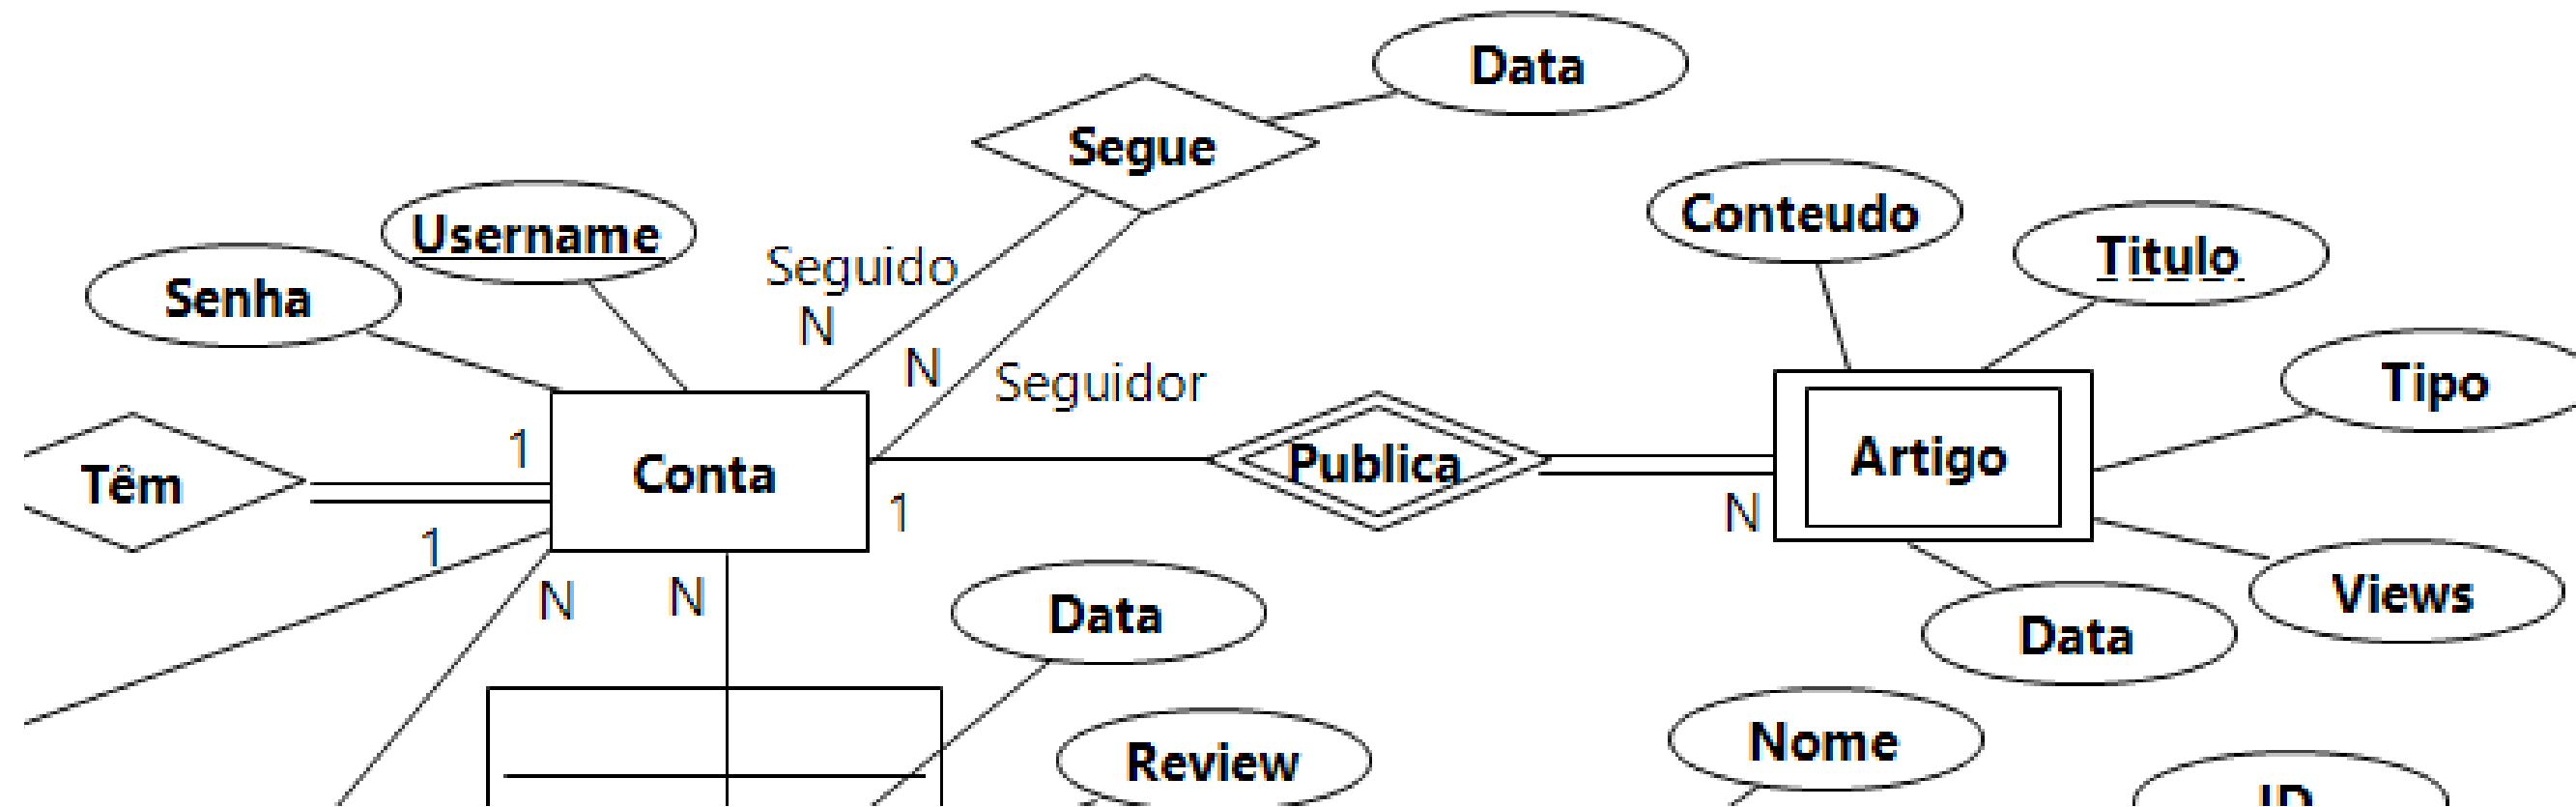 Data
Segue
Conteudo
Username
Titulo
Seguido
Senha
N
N
Seguidor
Tipo
1
Têm
Conta
Publica
Artigo
1
N
1
N
N
Data
Views
Data
Nome
Review
ID